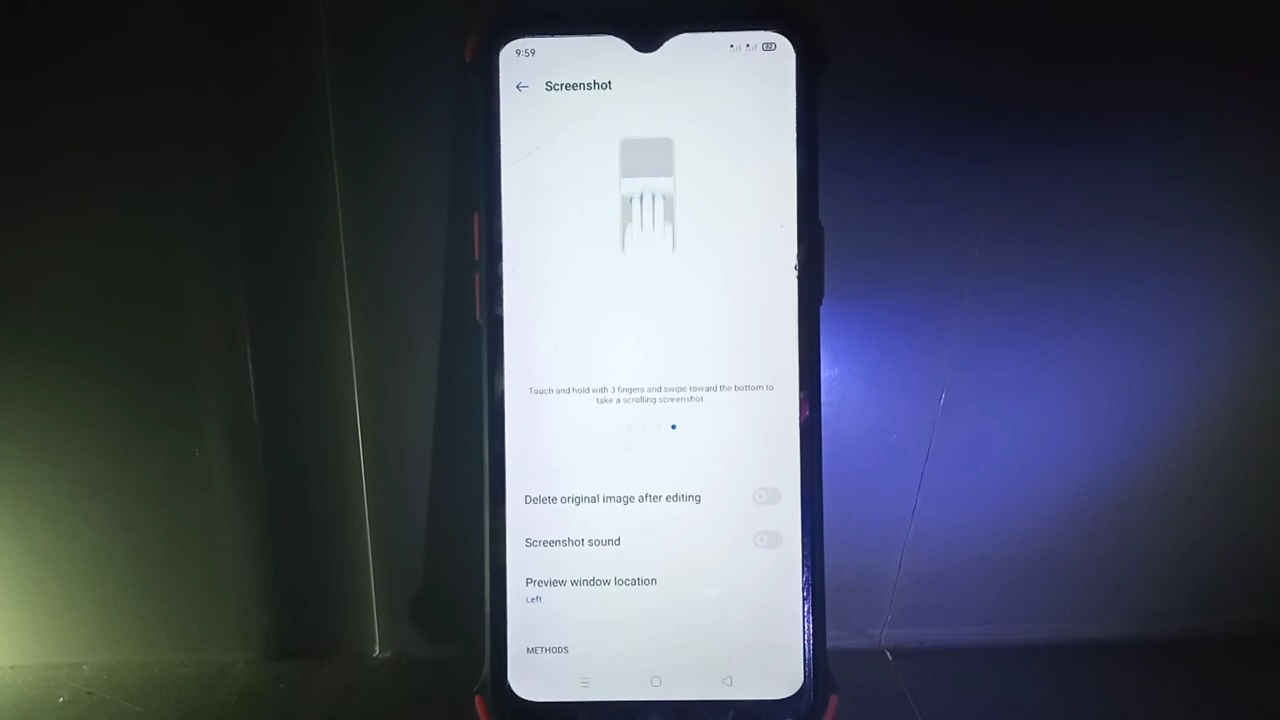 9:59
92
Screenshot
Touch and hold with 3 fingers and swipe toward the bottom to
take a scrolling screenshot.
Delete original image after editing
Screenshot sound
Preview window location
Left
METHODS